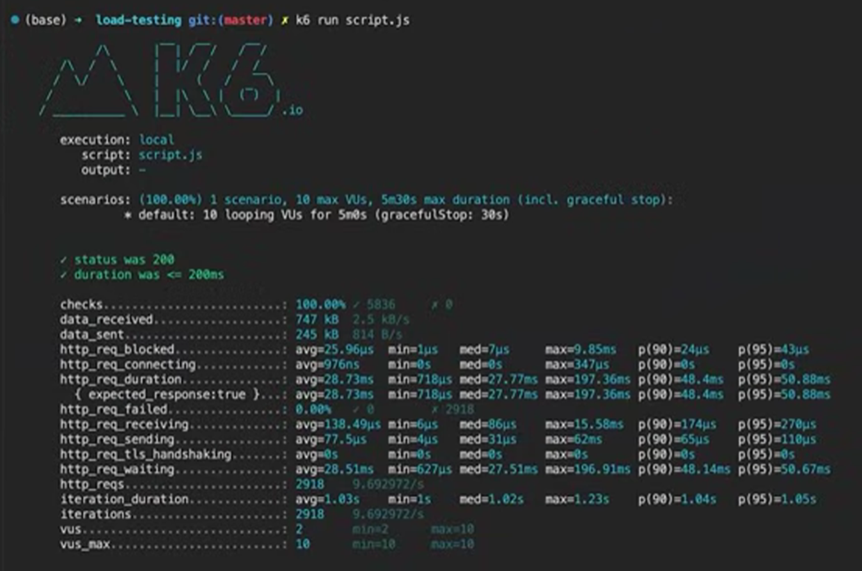 (base) → load-testing git:(master) ✗ k6 run script.js
K6
.io
execution: local
script: script.js
output: -
scenarios: (100.00%) 1 scenario, 10 max VUs, 5m30s max duration (incl. graceful stop):
* default: 10 looping VUs for 5m0s (gracefulStop: 30s)
✓ status was 200
✓ duration was <= 200ms
checks.........................: 100.00% ✓ 5836 ✗ 0
data_received..................: 747 kB 2.5 kB/s
data_sent......................: 245 kB 814 B/s
http_req_blocked...............: avg=25.96µs min=1µs med=7µs max=9.85ms p(90)=24µs p(95)=43µs
http_req_connecting............: avg=976ns min=0s med=0s max=347µs p(90)=0s p(95)=0s
http_req_duration..............: avg=28.73ms min=718µs med=27.77ms max=197.36ms p(90)=48.4ms p(95)=50.88ms
{ expected_response:true }...: avg=28.73ms min=718µs med=27.77ms max=197.36ms p(90)=48.4ms p(95)=50.88ms
http_req_failed................: 0.00% ✓ 0 ✗ 2918
http_req_receiving.............: avg=138.49µs min=6µs med=86µs max=15.58ms p(90)=174µs p(95)=270µs
http_req_sending...............: avg=77.5µs min=4µs med=31µs max=62ms p(90)=65µs p(95)=110µs
http_req_tls_handshaking.......: avg=0s min=0s med=0s max=0s p(90)=0s p(95)=0s
http_req_waiting...............: avg=28.51ms min=627µs med=27.51ms max=196.91ms p(90)=48.14ms p(95)=50.67ms
http_reqs......................: 2918 9.692972/s
iteration_duration.............: avg=1.03s min=1s med=1.02s max=1.23s p(90)=1.04s p(95)=1.05s
iterations.....................: 2918 9.692972/s
vus............................: 2 min=2 max=10
vus_max........................: 10 min=10 max=10